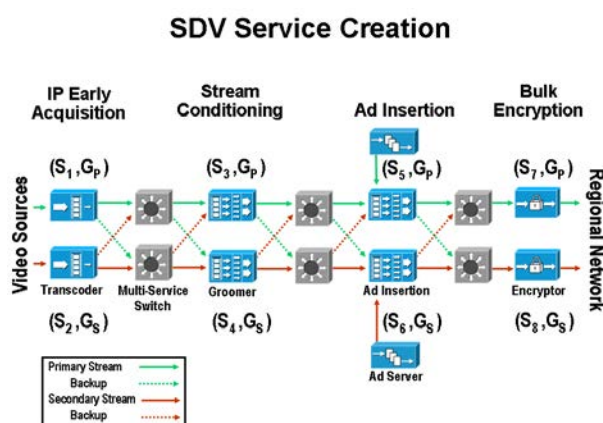 SDV Service Creation
IP Early
Acquisition
Stream
Conditioning
Ad Insertion
Bulk
Encryption
(S1,GP)
(S3,GP)
(S5,GP)
(S7,GP)
Video Sources
Regional Network
Transcoder
Multi-Service
Switch
Groomer
Ad Insertion
Encryptor
(S2,GS)
(S4,GS)
(S6,GS)
(S8,GS)
Ad Server
Primary Stream
Backup
Secondary Stream
Backup